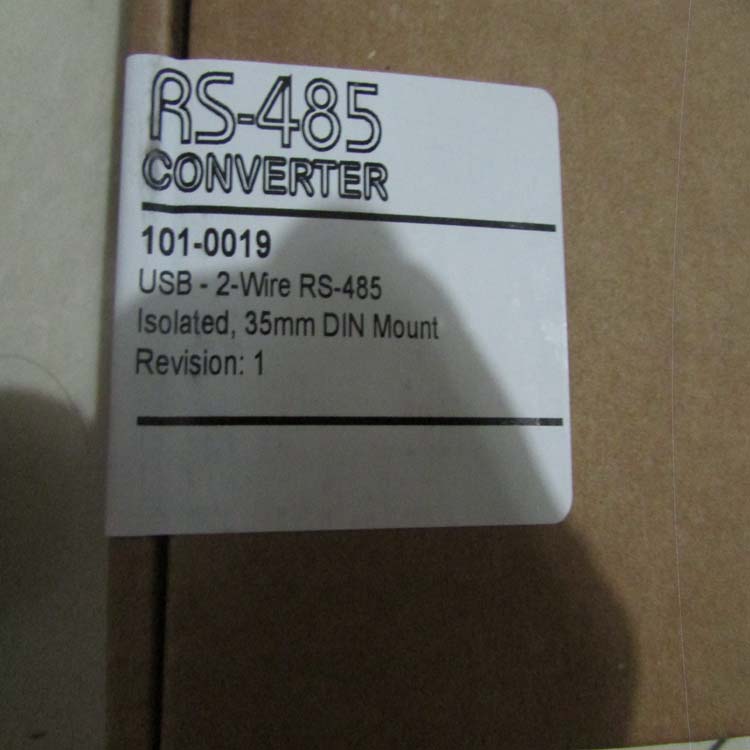 RS-485
CONVERTER
101-0019
USB - 2-Wire RS-485
Isolated, 35mm DIN Mount
Revision: 1